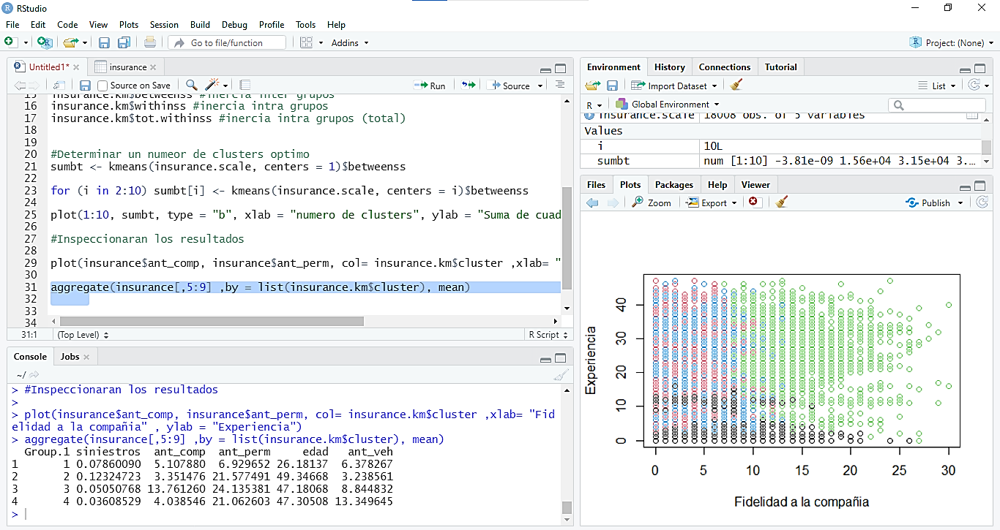 RStudio
File Edit Code View Plots Session Build Debug Profile Tools Help
Go to file/function Addins Project: (None)
Untitled1* insurance
Source on Save Run Source
15 insurance.km$betweenss #inercia inter grupos
16 insurance.km$withinss #inercia intra grupos
17 insurance.km$tot.withinss #inercia intra grupos (total)
18
19
20 #Determinar un numeor de clusters optimo
21 sumbt <- kmeans(insurance.scale, centers = 1)$betweenss
22
23 for (i in 2:10) sumbt[i] <- kmeans(insurance.scale, centers = i)$betweenss
24
25 plot(1:10, sumbt, type = "b", xlab = "numero de clusters", ylab = "Suma de cuad
26
27 #Inspeccionaran los resultados
28
29 plot(insurance$ant_comp, insurance$ant_perm, col= insurance.km$cluster ,xlab= "
30
31 aggregate(insurance[,5:9] ,by = list(insurance.km$cluster), mean)
32
33
34
31:1 (Top Level) R Script
Console Jobs
~/
> #Inspeccionaran los resultados
>
> plot(insurance$ant_comp, insurance$ant_perm, col= insurance.km$cluster ,xlab= "Fid
elidad a la compañia" , ylab = "Experiencia")
> aggregate(insurance[,5:9] ,by = list(insurance.km$cluster), mean)
Group.1 siniestros ant_comp ant_perm edad ant_veh
1 1 0.07860090 5.107880 6.929652 26.18137 6.378267
2 2 0.12324723 3.351476 21.577491 49.34668 3.238561
3 3 0.05050768 13.761260 24.135381 47.18068 8.844832
4 4 0.03608529 4.038546 21.062603 47.30508 13.349645
>
Environment History Connections Tutorial
Import Dataset List
R Global Environment
insurance.scale 18008 obs. of 5 variables
Values
i 10L
sumbt num [1:10] -3.81e-09 1.56e+04 3.15e+04 3....
Files Plots Packages Help Viewer
Zoom Export Publish
Experiencia
40
30
20
10
0
0 5 10 15 20 25 30
Fidelidad a la compañia